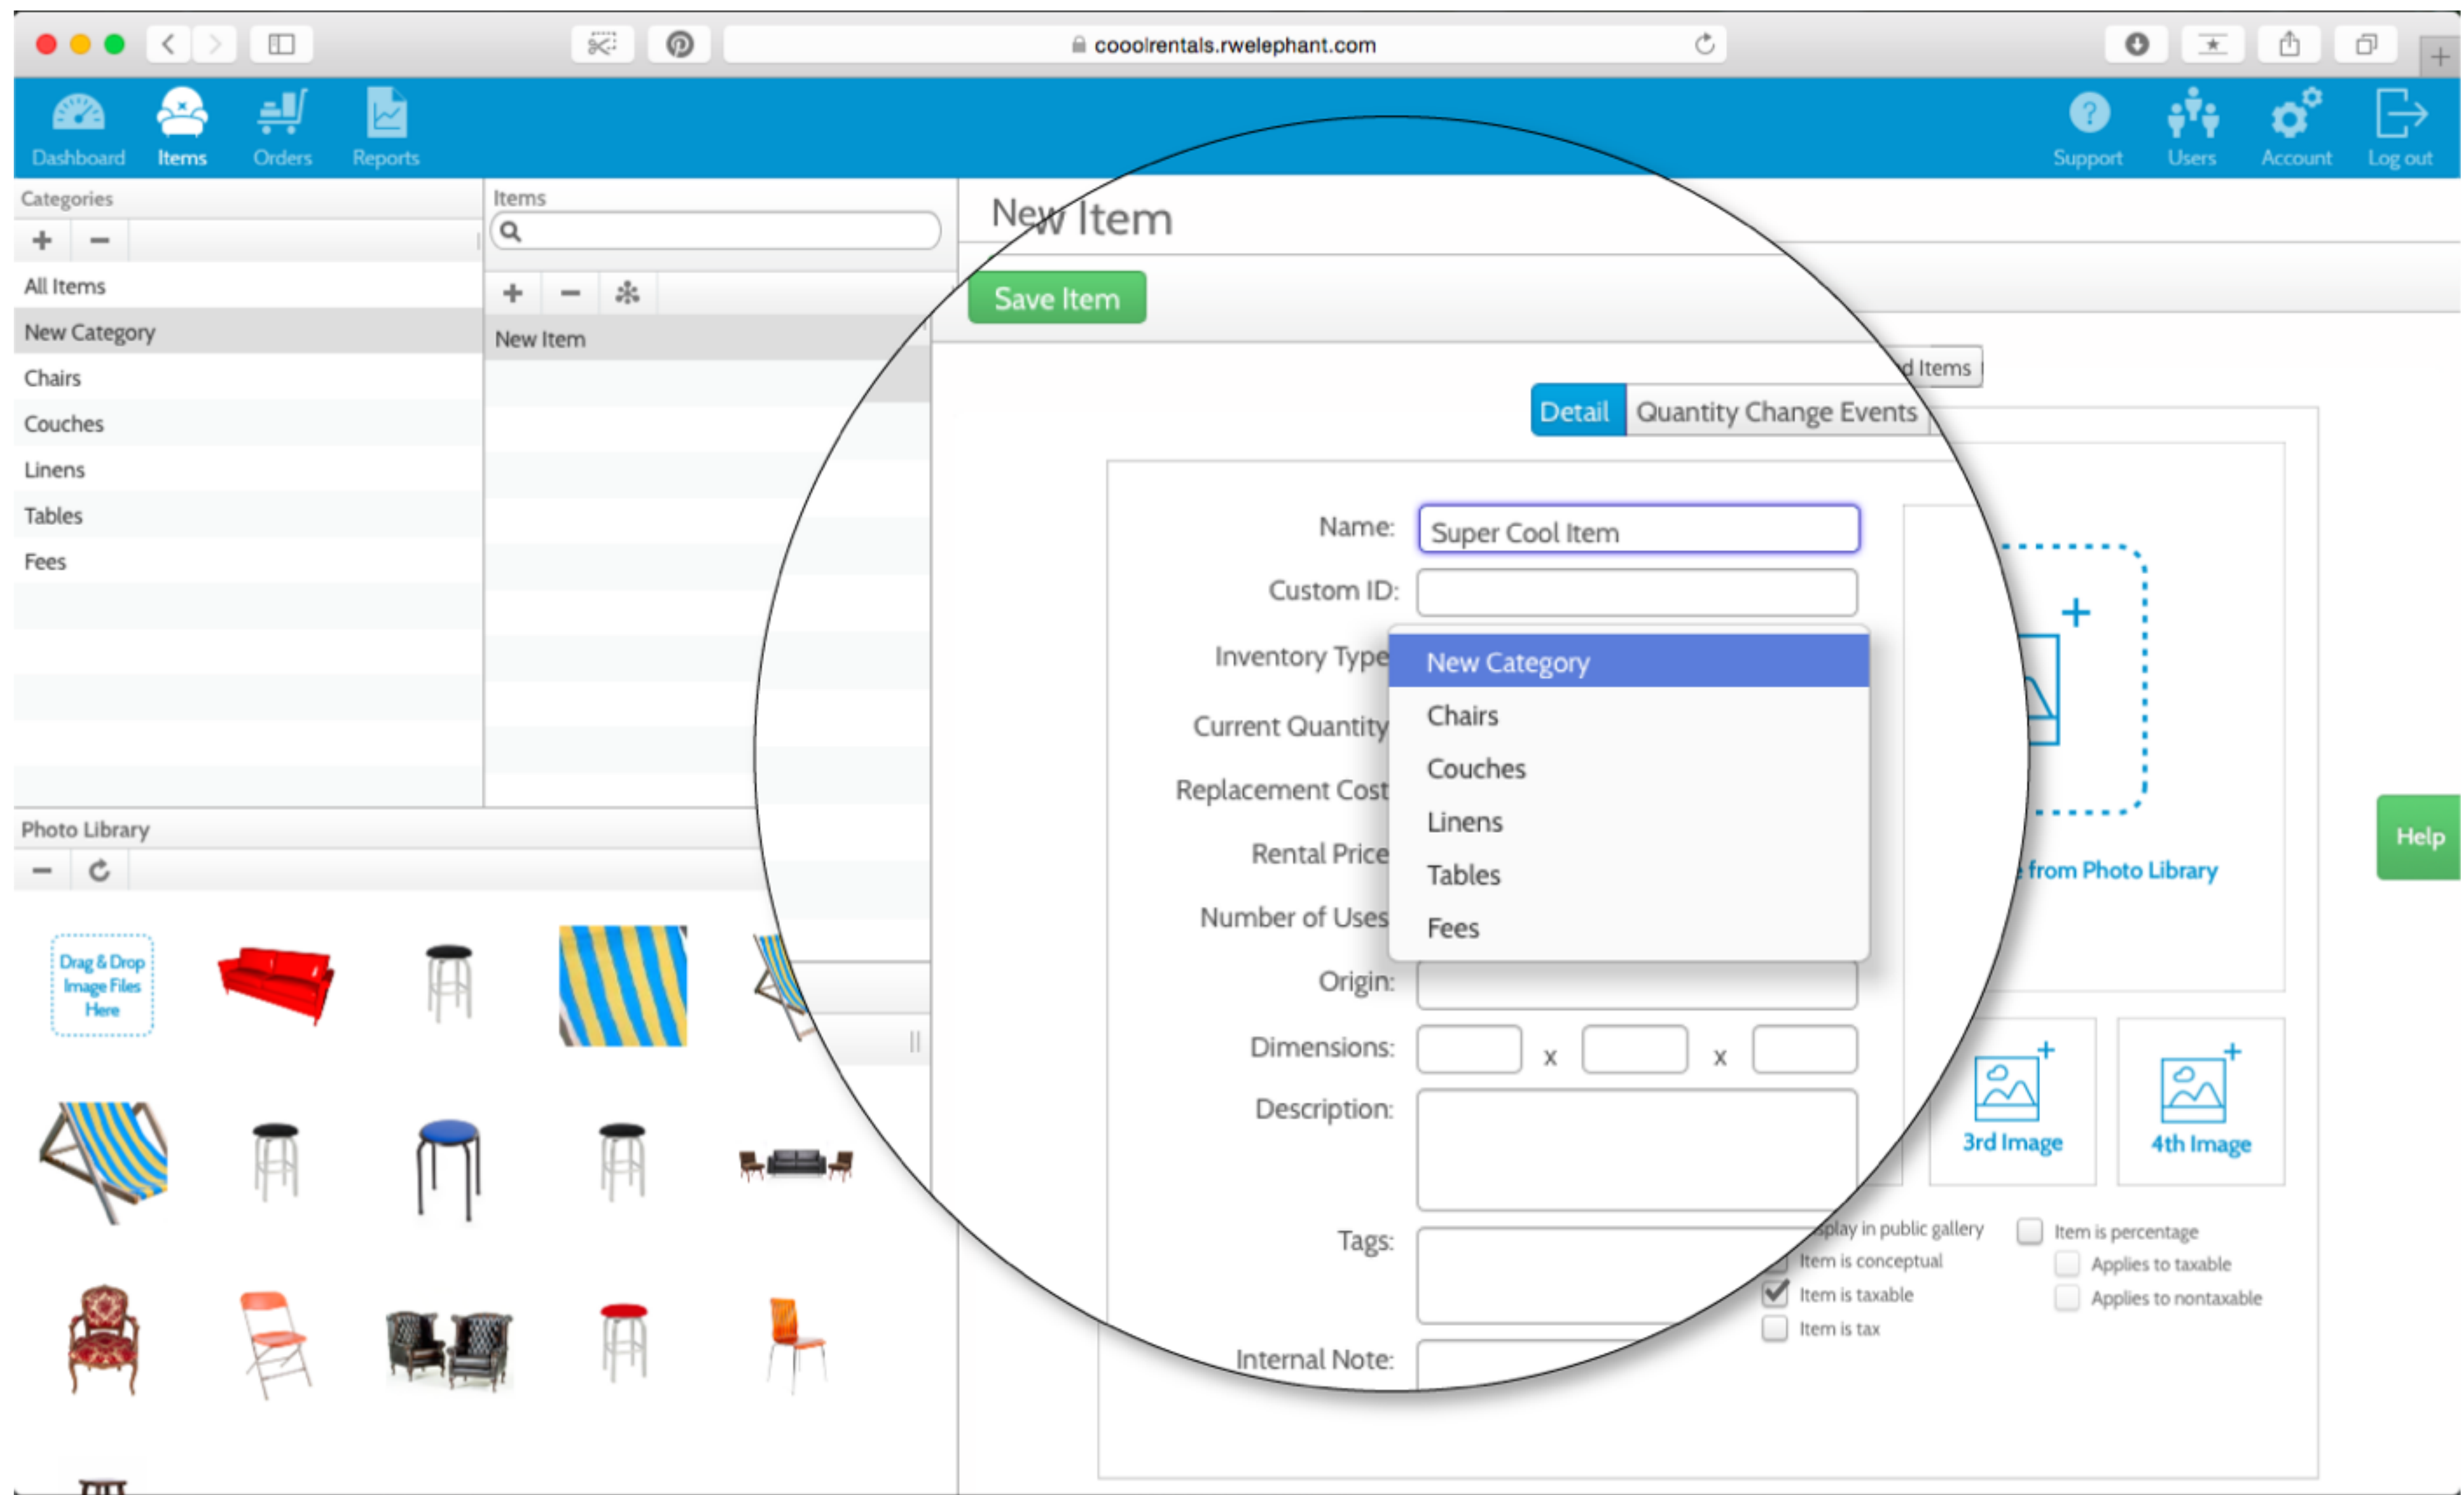 cooolrentals.rwelephant.com
Dashboard
Items
Orders
Reports
Support
Users
Account
Log out
Categories
All Items
New Category
Chairs
Couches
Linens
Tables
Fees
Items
New Item
New Item
Save Item
Items
Detail
Quantity Change Events
Name:
Super Cool Item
Custom ID:
Inventory Type
New Category
Chairs
Couches
Linens
Tables
Fees
Current Quantity
Replacement Cost
Rental Price
Number of Uses
Origin:
Dimensions:
x
x
Description:
Tags:
Internal Note:
from Photo Library
Help
3rd Image
4th Image
in public gallery
Item is conceptual
Item is taxable
Item is tax
Item is percentage
Applies to taxable
Applies to nontaxable
Photo Library
Drag & Drop
Image Files
Here